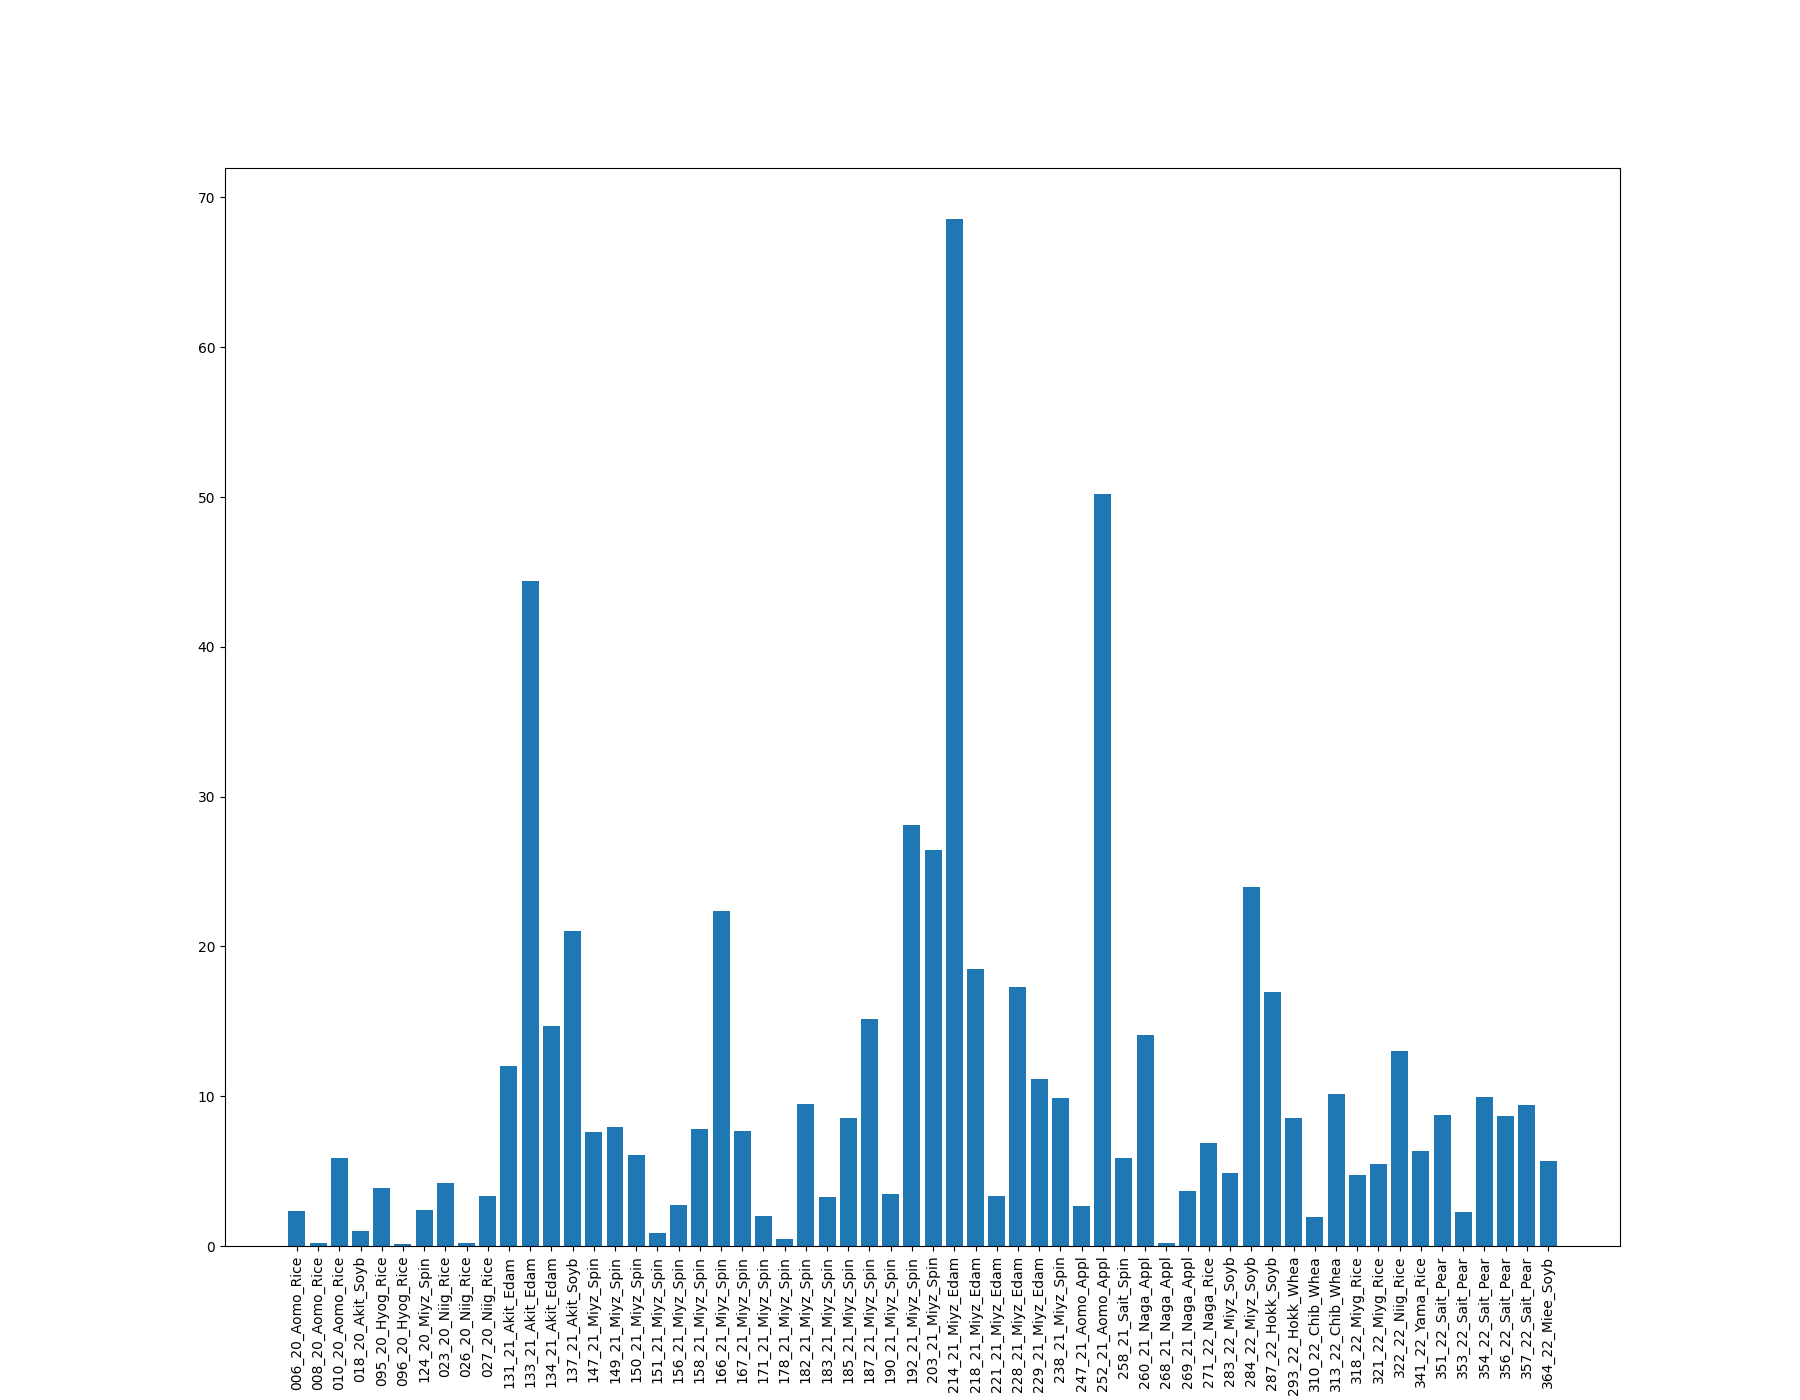 70
60
50
40
30
20
10
0
006_20_Aomo_Rice
008_20_Aomo_Rice
010_20_Aomo_Rice
018_20_Akit_Soyb
095_20_Hyog_Rice
096_20_Hyog_Rice
124_20_Miyz_Spin
023_20_Niig_Rice
026_20_Niig_Rice
027_20_Niig_Rice
131_21_Akit_Edam
133_21_Akit_Edam
134_21_Akit_Edam
137_21_Akit_Soyb
147_21_Miyz_Spin
149_21_Miyz_Spin
150_21_Miyz_Spin
151_21_Miyz_Spin
156_21_Miyz_Spin
158_21_Miyz_Spin
166_21_Miyz_Spin
167_21_Miyz_Spin
171_21_Miyz_Spin
178_21_Miyz_Spin
182_21_Miyz_Spin
183_21_Miyz_Spin
185_21_Miyz_Spin
187_21_Miyz_Spin
190_21_Miyz_Spin
192_21_Miyz_Spin
203_21_Miyz_Spin
214_21_Miyz_Edam
218_21_Miyz_Edam
221_21_Miyz_Edam
228_21_Miyz_Edam
229_21_Miyz_Edam
238_21_Miyz_Spin
247_21_Aomo_Appl
252_21_Aomo_Appl
258_21_Sait_Spin
260_21_Naga_Appl
268_21_Naga_Appl
269_21_Naga_Appl
271_22_Naga_Rice
283_22_Miyz_Soyb
284_22_Miyz_Soyb
287_22_Hokk_Soyb
293_22_Hokk_Whea
310_22_Chib_Whea
313_22_Chib_Whea
318_22_Miyg_Rice
321_22_Miyg_Rice
322_22_Niig_Rice
341_22_Yama_Rice
351_22_Sait_Pear
353_22_Sait_Pear
354_22_Sait_Pear
356_22_Sait_Pear
357_22_Sait_Pear
364_22_Miee_Soyb